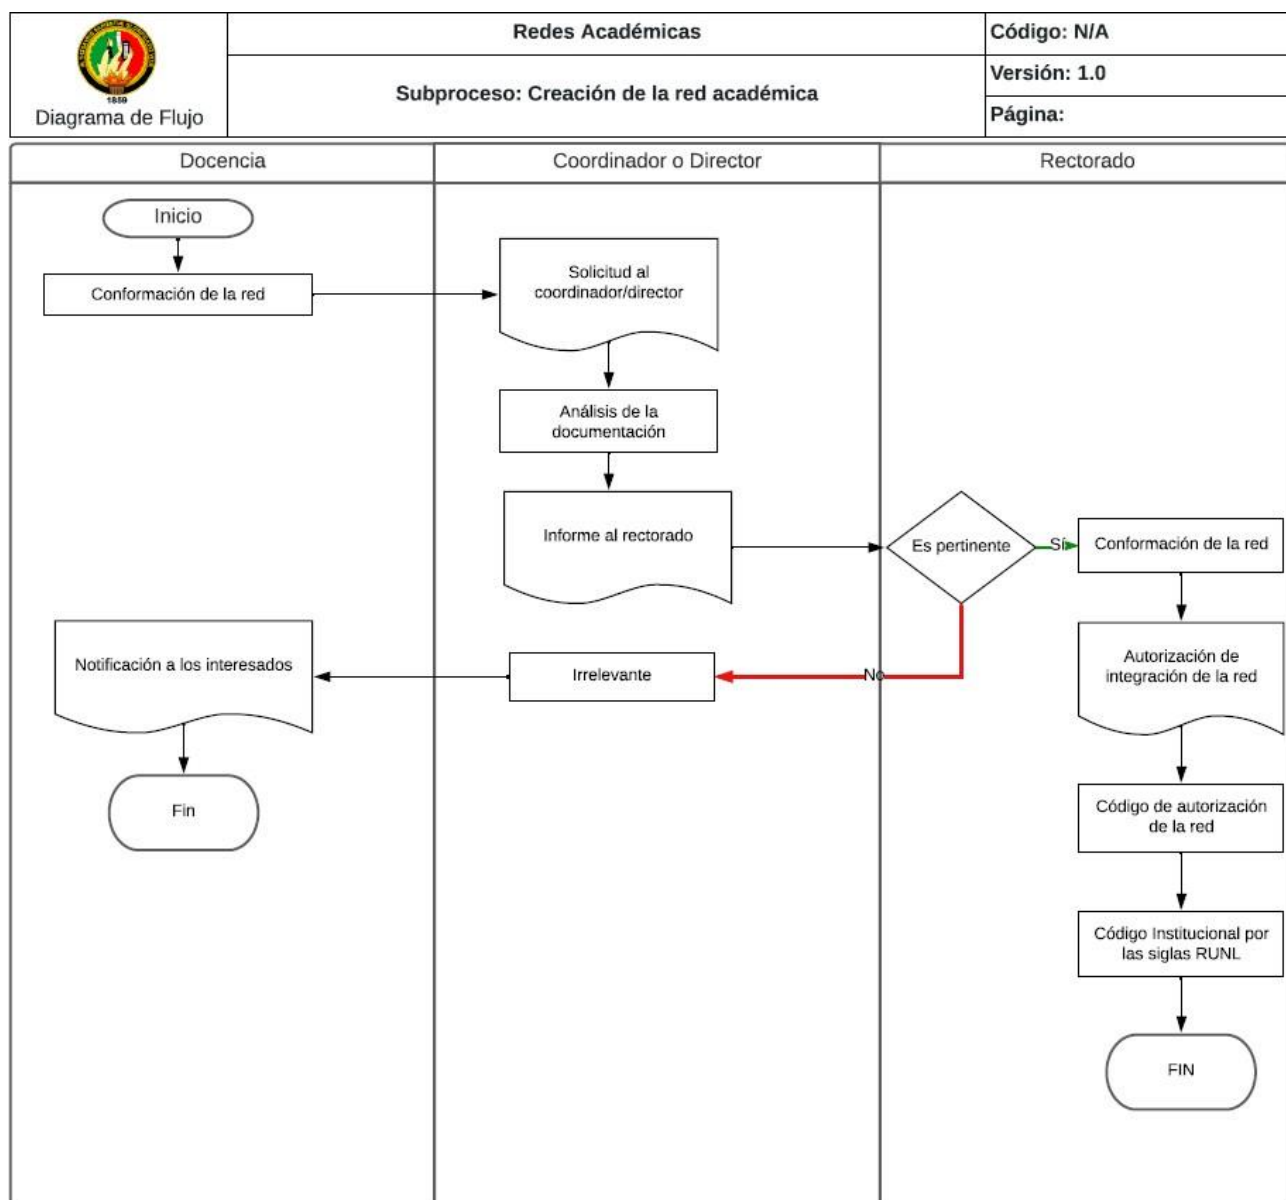 1859
Diagrama de Flujo
Redes Académicas
Subproceso: Creación de la red académica
Código: N/A
Versión: 1.0
Página:
Docencia
Coordinador o Director
Rectorado
Inicio
Conformación de la red
Solicitud al
coordinador/director
Análisis de la
documentación
Informe al rectorado
Es pertinente
Sí
Conformación de la red
No
Irrelevante
Notificación a los interesados
Fin
Autorización de
integración de la red
Código de autorización
de la red
Código Institucional por
las siglas RUNL
FIN